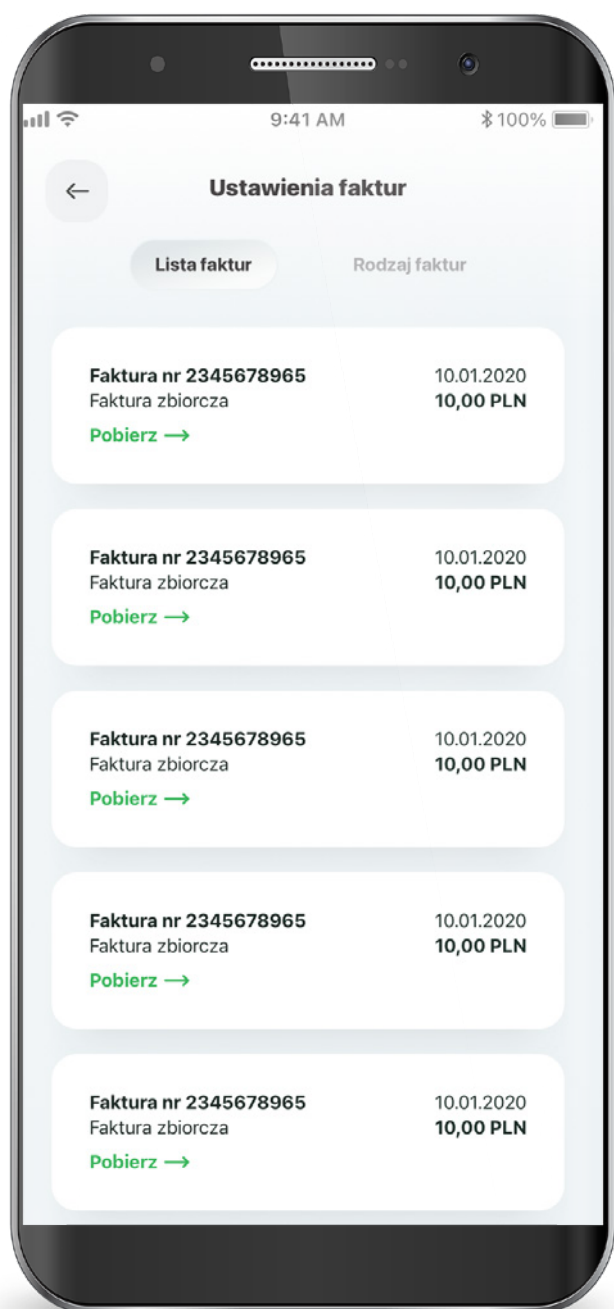 9:41 AM 100%
Ustawienia faktur
Lista faktur Rodzaj faktur
Faktura nr 2345678965 10.01.2020
Faktura zbiorcza 10,00 PLN
Pobierz →
Faktura nr 2345678965 10.01.2020
Faktura zbiorcza 10,00 PLN
Pobierz →
Faktura nr 2345678965 10.01.2020
Faktura zbiorcza 10,00 PLN
Pobierz →
Faktura nr 2345678965 10.01.2020
Faktura zbiorcza 10,00 PLN
Pobierz →
Faktura nr 2345678965 10.01.2020
Faktura zbiorcza 10,00 PLN
Pobierz →